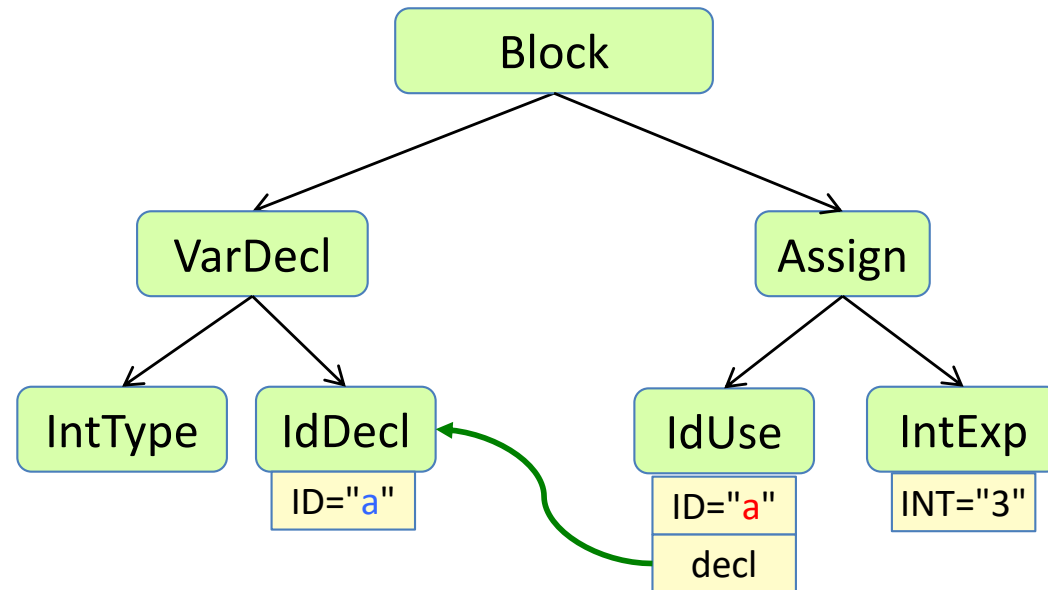 Block
VarDecl
Assign
IntType
IdDecl
IdUse
IntExp
ID="a"
ID="a"
INT="3"
decl